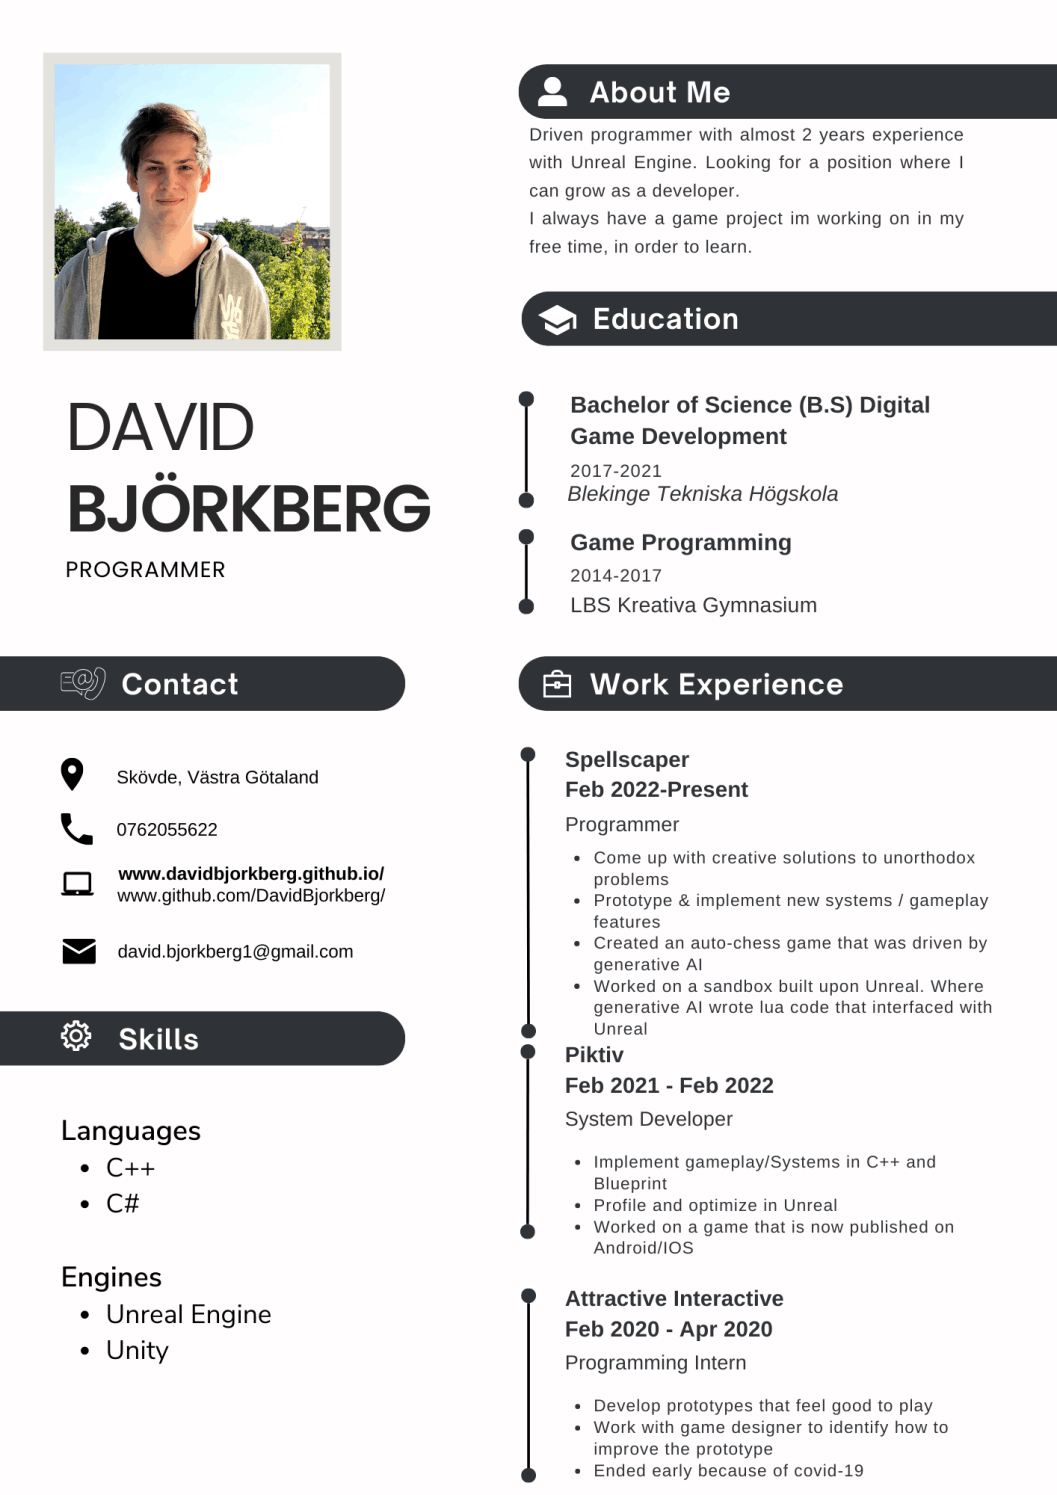 DAVID
BJÖRKBERG
PROGRAMMER
Contact
Skövde, Västra Götaland
0762055622
www.davidbjorkberg.github.io/
www.github.com/DavidBjorkberg/
david.bjorkberg1@gmail.com
Skills
Languages
• C++
• C#
Engines
• Unreal Engine
• Unity
About Me
Driven programmer with almost 2 years experience
with Unreal Engine. Looking for a position where I
can grow as a developer.
I always have a game project im working on in my
free time, in order to learn.
Education
Bachelor of Science (B.S) Digital
Game Development
2017-2021
Blekinge Tekniska Högskola
Game Programming
2014-2017
LBS Kreativa Gymnasium
Work Experience
Spellscaper
Feb 2022-Present
Programmer
• Come up with creative solutions to unorthodox
problems
• Prototype & implement new systems / gameplay
features
• Created an auto-chess game that was driven by
generative AI
• Worked on a sandbox built upon Unreal. Where
generative AI wrote lua code that interfaced with
Unreal
Piktiv
Feb 2021 - Feb 2022
System Developer
• Implement gameplay/Systems in C++ and
Blueprint
• Profile and optimize in Unreal
• Worked on a game that is now published on
Android/IOS
Attractive Interactive
Feb 2020 - Apr 2020
Programming Intern
• Develop prototypes that feel good to play
• Work with game designer to identify how to
improve the prototype
• Ended early because of covid-19